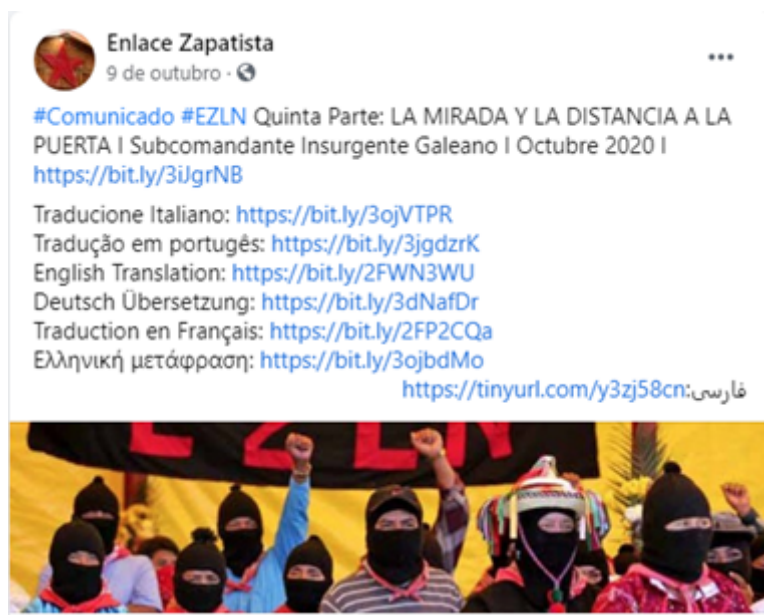 Enlace Zapatista
9 de outubro ·
#Comunicado #EZLN Quinta Parte: LA MIRADA Y LA DISTANCIA A LA
PUERTA I Subcomandante Insurgente Galeano I Octubre 2020 I
https://bit.ly/3iJgrNB
Traducione Italiano: https://bit.ly/3ojVTPR
Tradução em portugês: https://bit.ly/3jgdzrK
English Translation: https://bit.ly/2FWN3WU
Deutsch Übersetzung: https://bit.ly/3dNafDr
Traduction en Français: https://bit.ly/2FP2CQa
Ελληνική μετάφραση: https://bit.ly/3ojbdMo
فارسی:https://tinyurl.com/y3zj58cn
EZLN